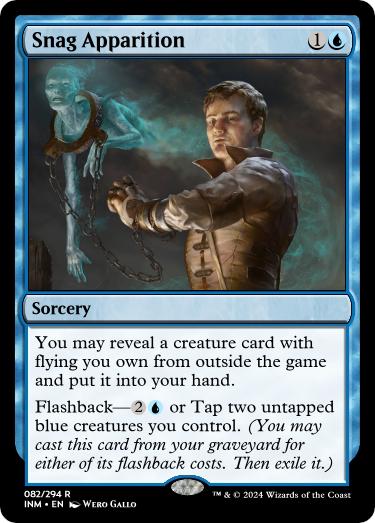 Snag Apparition 1
Sorcery
You may reveal a creature card with
flying you own from outside the game
and put it into your hand.
Flashback—2 or Tap two untapped
blue creatures you control. (You may
cast this card from your graveyard for
either of its flashback costs. Then exile it.)
082/294 R
INM • EN Wero Gallo
™ & © 2024 Wizards of the Coast